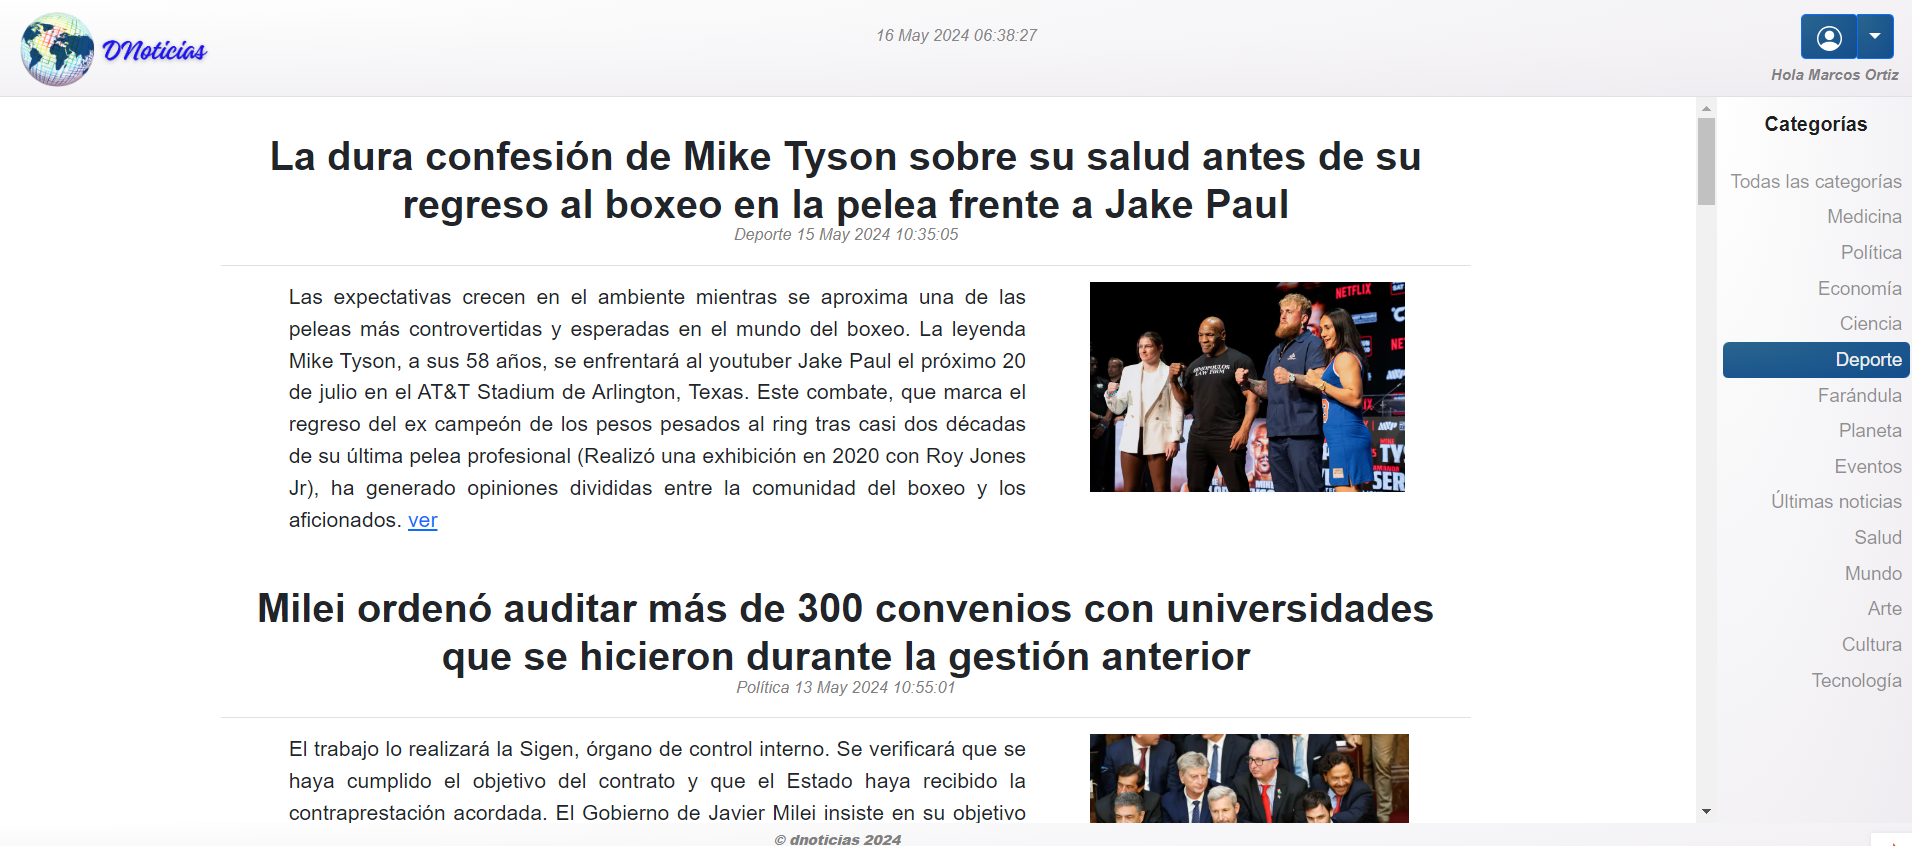 DNoticias
16 May 2024 06:38:27
Hola Marcos Ortiz
La dura confesión de Mike Tyson sobre su salud antes de su
regreso al boxeo en la pelea frente a Jake Paul
Deporte 15 May 2024 10:35:05
Las expectativas crecen en el ambiente mientras se aproxima una de las
peleas más controvertidas y esperadas en el mundo del boxeo. La leyenda
Mike Tyson, a sus 58 años, se enfrentará al youtuber Jake Paul el próximo 20
de julio en el AT&T Stadium de Arlington, Texas. Este combate, que marca el
regreso del ex campeón de los pesos pesados al ring tras casi dos décadas
de su última pelea profesional (Realizó una exhibición en 2020 con Roy Jones
Jr), ha generado opiniones divididas entre la comunidad del boxeo y los
aficionados. ver
NETFLIX
Milei ordenó auditar más de 300 convenios con universidades
que se hicieron durante la gestión anterior
Política 13 May 2024 10:55:01
El trabajo lo realizará la Sigen, órgano de control interno. Se verificará que se
haya cumplido el objetivo del contrato y que el Estado haya recibido la
contraprestación acordada. El Gobierno de Javier Milei insiste en su objetivo
Categorías
Todas las categorías
Medicina
Política
Economía
Ciencia
Deporte
Farándula
Planeta
Eventos
Últimas noticias
Salud
Mundo
Arte
Cultura
Tecnología
© dnoticias 2024